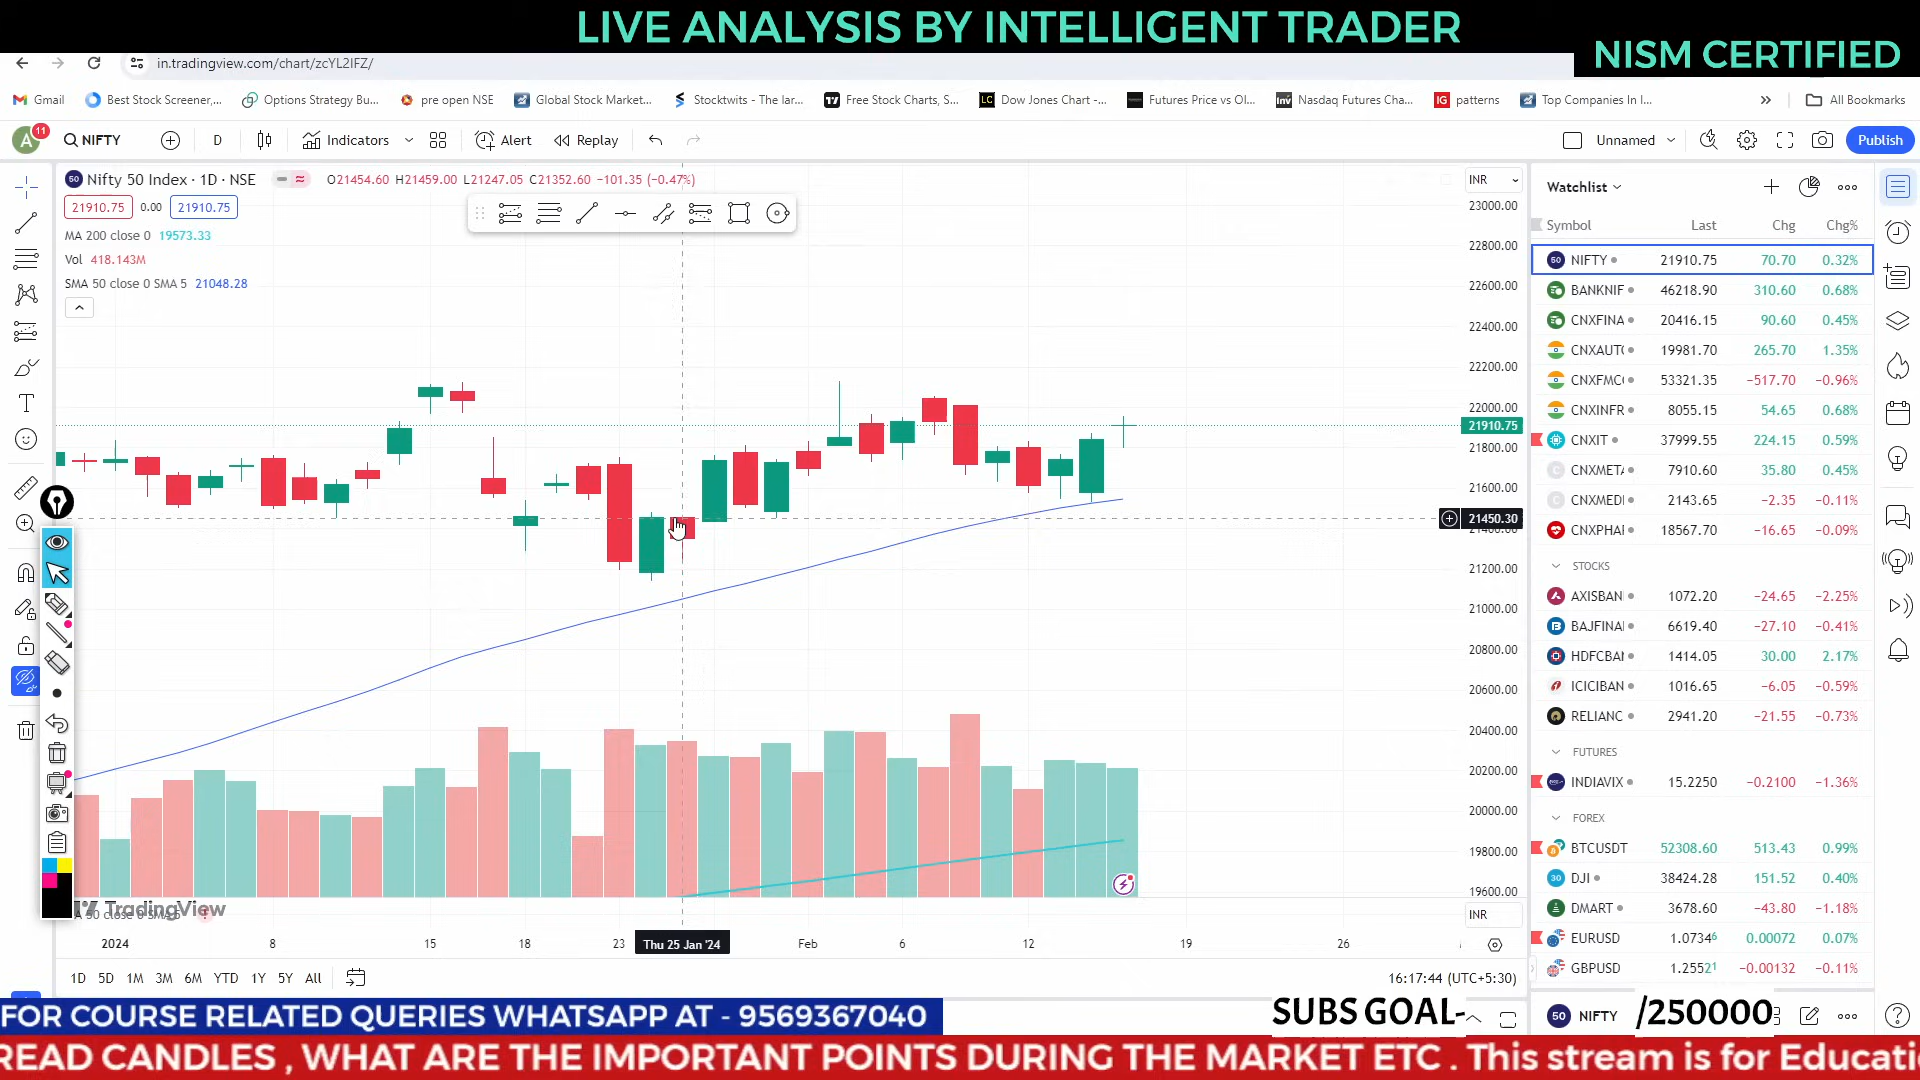 LIVE ANALYSIS BY INTELLIGENT TRADER
NISM CERTIFIED
in.tradingview.com/chart/zcYL2IFZ/
Gmail Best Stock Screener,... Options Strategy Bu... pre open NSE Global Stock Market... Stocktwits - The lar... Free Stock Charts, S... Dow Jones Chart -... Futures Price vs OI... Nasdaq Futures Cha... patterns Top Companies In I... All Bookmarks
A 11 NIFTY D Indicators Alert Replay Unnamed Publish
50 Nifty 50 Index · 1D · NSE O21454.60 H21459.00 L21247.05 C21352.60 −101.35 (−0.47%)
21910.75 0.00 21910.75
MA 200 close 0 19573.33
Vol 418.143M
SMA 50 close 0 SMA 5 21048.28
INR
23000.00
22800.00
22600.00
22400.00
22200.00
22000.00
21910.75
21800.00
21600.00
21450.30
21200.00
21000.00
20800.00
20600.00
20400.00
20200.00
20000.00
19800.00
19600.00
INR
TradingView
2024 8 15 18 23 Thu 25 Jan '24 Feb 6 12 19 26
1D 5D 1M 3M 6M YTD 1Y 5Y All 16:17:44 (UTC+5:30)
Watchlist
Symbol Last Chg Chg%
NIFTY 21910.75 70.70 0.32%
BANKNIF 46218.90 310.60 0.68%
CNXFINA 20416.15 90.60 0.45%
CNXAUT 19981.70 265.70 1.35%
CNXFMC 53321.35 −517.70 −0.96%
CNXINFR 8055.15 54.65 0.68%
CNXIT 37999.55 224.15 0.59%
CNXMETA 7910.60 35.80 0.45%
CNXMEDI 2143.65 −2.35 −0.11%
CNXPHAI 18567.70 −16.65 −0.09%
STOCKS
AXISBAN 1072.20 −24.65 −2.25%
BAJFINA 6619.40 −27.10 −0.41%
HDFCBAN 1414.05 30.00 2.17%
ICICIBAN 1016.65 −6.05 −0.59%
RELIANC 2941.20 −21.55 −0.73%
FUTURES
INDIAVIX 15.2250 −0.2100 −1.36%
FOREX
BTCUSDT 52308.60 513.43 0.99%
DJI 38424.28 151.52 0.40%
DMART 3678.60 −43.80 −1.18%
EURUSD 1.07346 0.00072 0.07%
GBPUSD 1.25521 −0.00132 −0.11%
50 NIFTY
FOR COURSE RELATED QUERIES WHATSAPP AT - 9569367040
SUBS GOAL- /250000
READ CANDLES , WHAT ARE THE IMPORTANT POINTS DURING THE MARKET ETC . This stream is for Educati